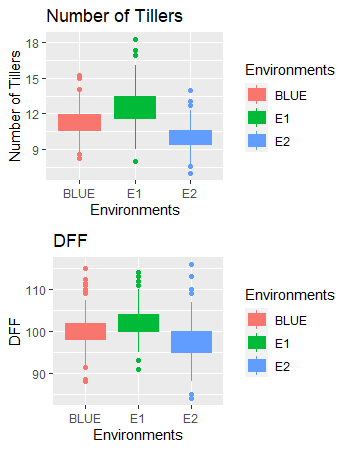 Number of Tillers
Number of Tillers
18
15
12
9
BLUE E1 E2
Environments
Environments
BLUE
E1
E2
DFF
DFF
110
100
90
BLUE E1 E2
Environments
Environments
BLUE
E1
E2